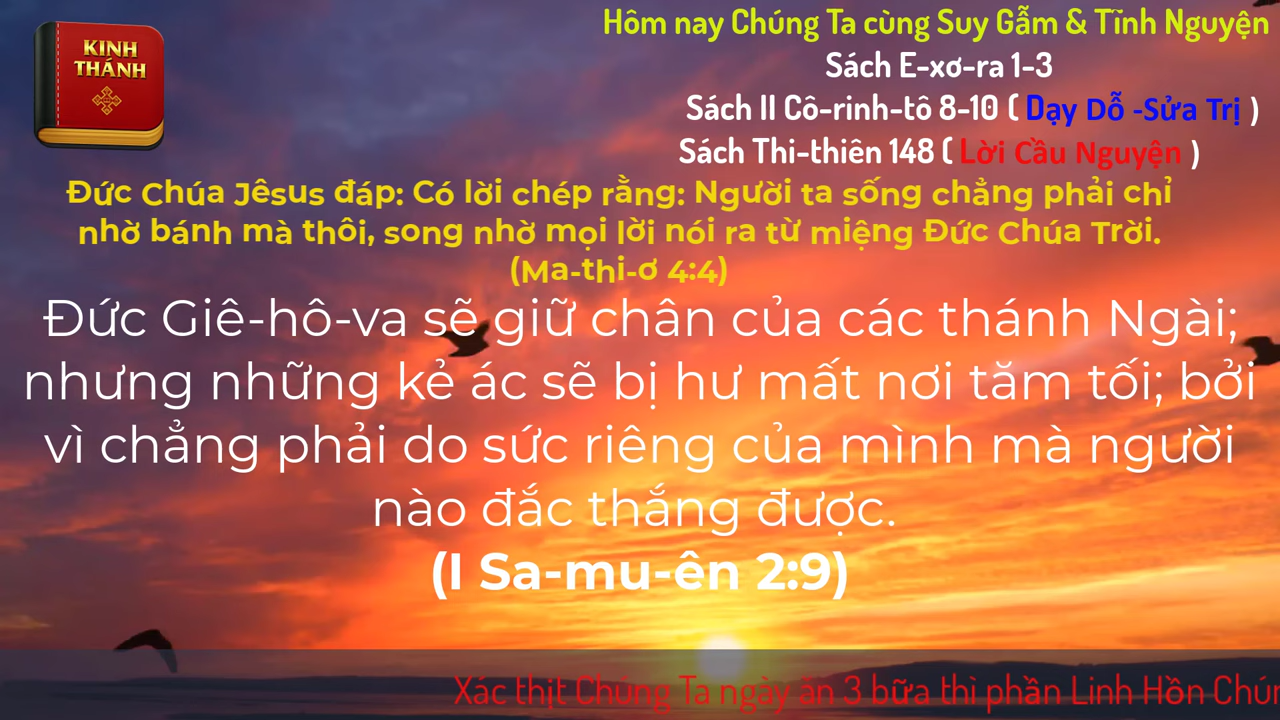 KINH
THÁNH
Hôm nay Chúng Ta cùng Suy Gẫm & Tĩnh Nguyện
Sách E-xơ-ra 1-3
Sách II Cô-rinh-tô 8-10 ( Dạy Dỗ -Sửa Trị )
Sách Thi-thiên 148 ( Lời Cầu Nguyện )
Đức Chúa Jêsus đáp: Có lời chép rằng: Người ta sống chẳng phải chỉ
nhờ bánh mà thôi, song nhờ mọi lời nói ra từ miệng Đức Chúa Trời.
(Ma-thi-ơ 4:4)
Đức Giê-hô-va sẽ giữ chân của các thánh Ngài;
nhưng những kẻ ác sẽ bị hư mất nơi tăm tối; bởi
vì chẳng phải do sức riêng của mình mà người
nào đắc thắng được.
(I Sa-mu-ên 2:9)
Xác thịt Chúng Ta ngày ăn 3 bữa thì phần Linh Hồn